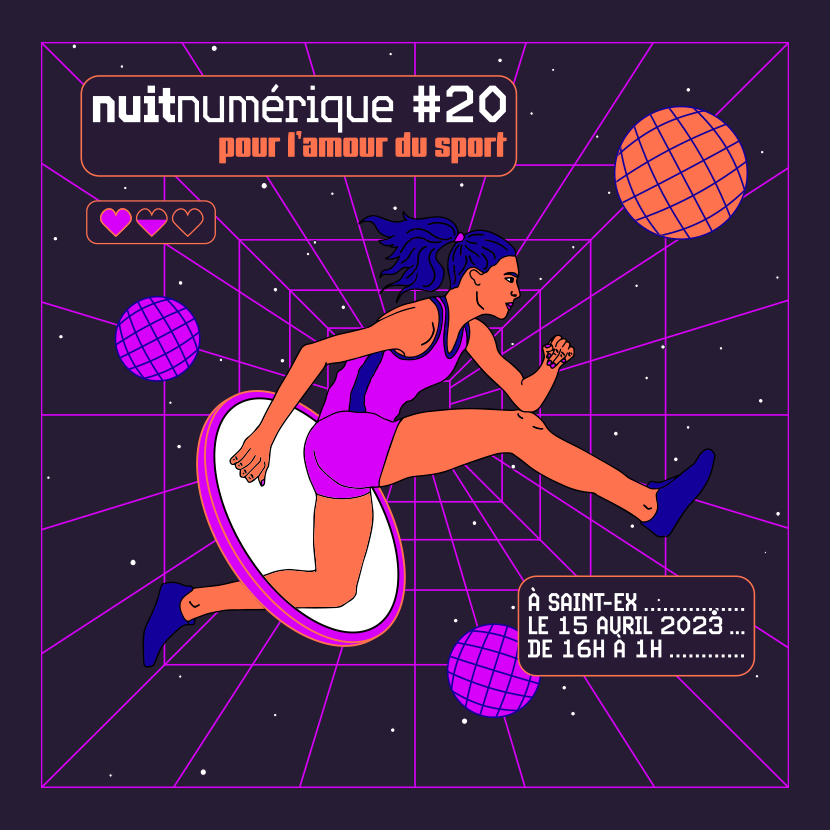 nuitnumérique #20
pour l'amour du sport
À SAINT-EX ................
LE 15 AVRIL 2023 ...
DE 16H À 1H ............